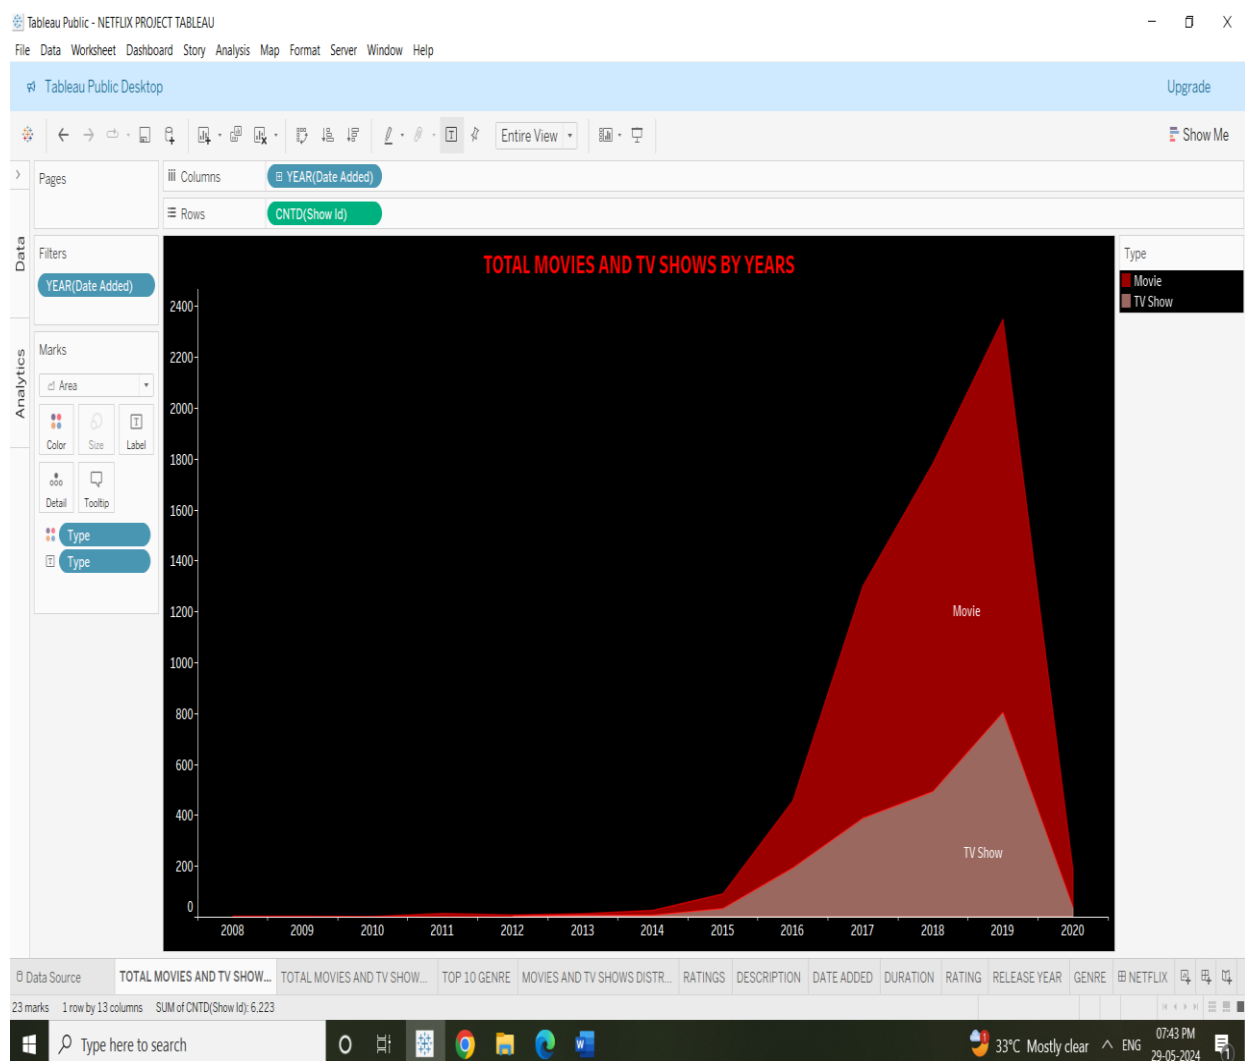 Tableau Public - NETFLIX PROJECT TABLEAU
File Data Worksheet Dashboard Story Analysis Map Format Server Window Help
Tableau Public Desktop Upgrade
Entire View Show Me
Pages
Columns YEAR(Date Added)
Rows CNTD(Show Id)
Data
Analytics
Filters
YEAR(Date Added)
Marks
Area
Color Size Label
Detail Tooltip
Type
Type
TOTAL MOVIES AND TV SHOWS BY YEARS
2400
2200
2000
1800
1600
1400
1200
1000
800
600
400
200
0
Movie
TV Show
2008 2009 2010 2011 2012 2013 2014 2015 2016 2017 2018 2019 2020
Type
Movie
TV Show
Data Source TOTAL MOVIES AND TV SHOW... TOTAL MOVIES AND TV SHOW... TOP 10 GENRE MOVIES AND TV SHOWS DISTR... RATINGS DESCRIPTION DATE ADDED DURATION RATING RELEASE YEAR GENRE NETFLIX
23 marks 1 row by 13 columns SUM of CNTD(Show Id): 6,223
Type here to search
33°C Mostly clear ENG 07:43 PM
29-05-2024